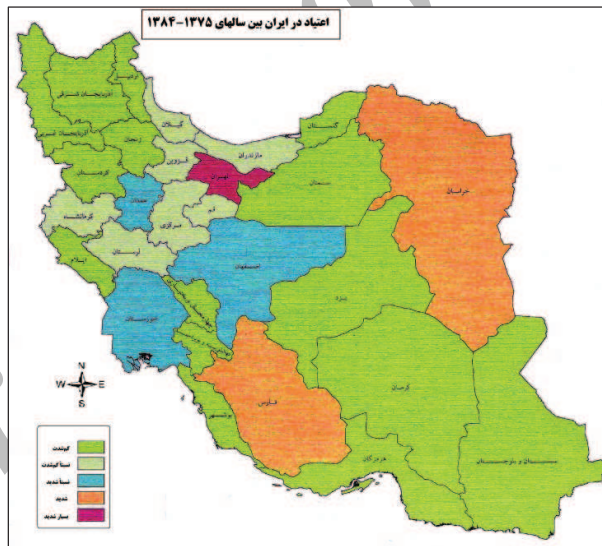 اعتیاد در ایران بین سالهای ۱۳۷۵-۱۳۸۴
اردبیل
آذربایجان شرقی
گیلان
گلستان
آذربایجان غربی
زنجان
مازندران
قزوین
تهران
خراسان
کردستان
سمنان
همدان
قم
کرمانشاه
مرکزی
لرستان
ایلام
اصفهان
یزد
خوزستان
کرمان
فارس
بوشهر
هرمزگان
سیستان و بلوچستان
N
W E
S
کم‌شدت
نسبتاً کم‌شدت
نسبتاً شدید
شدید
بسیار شدید